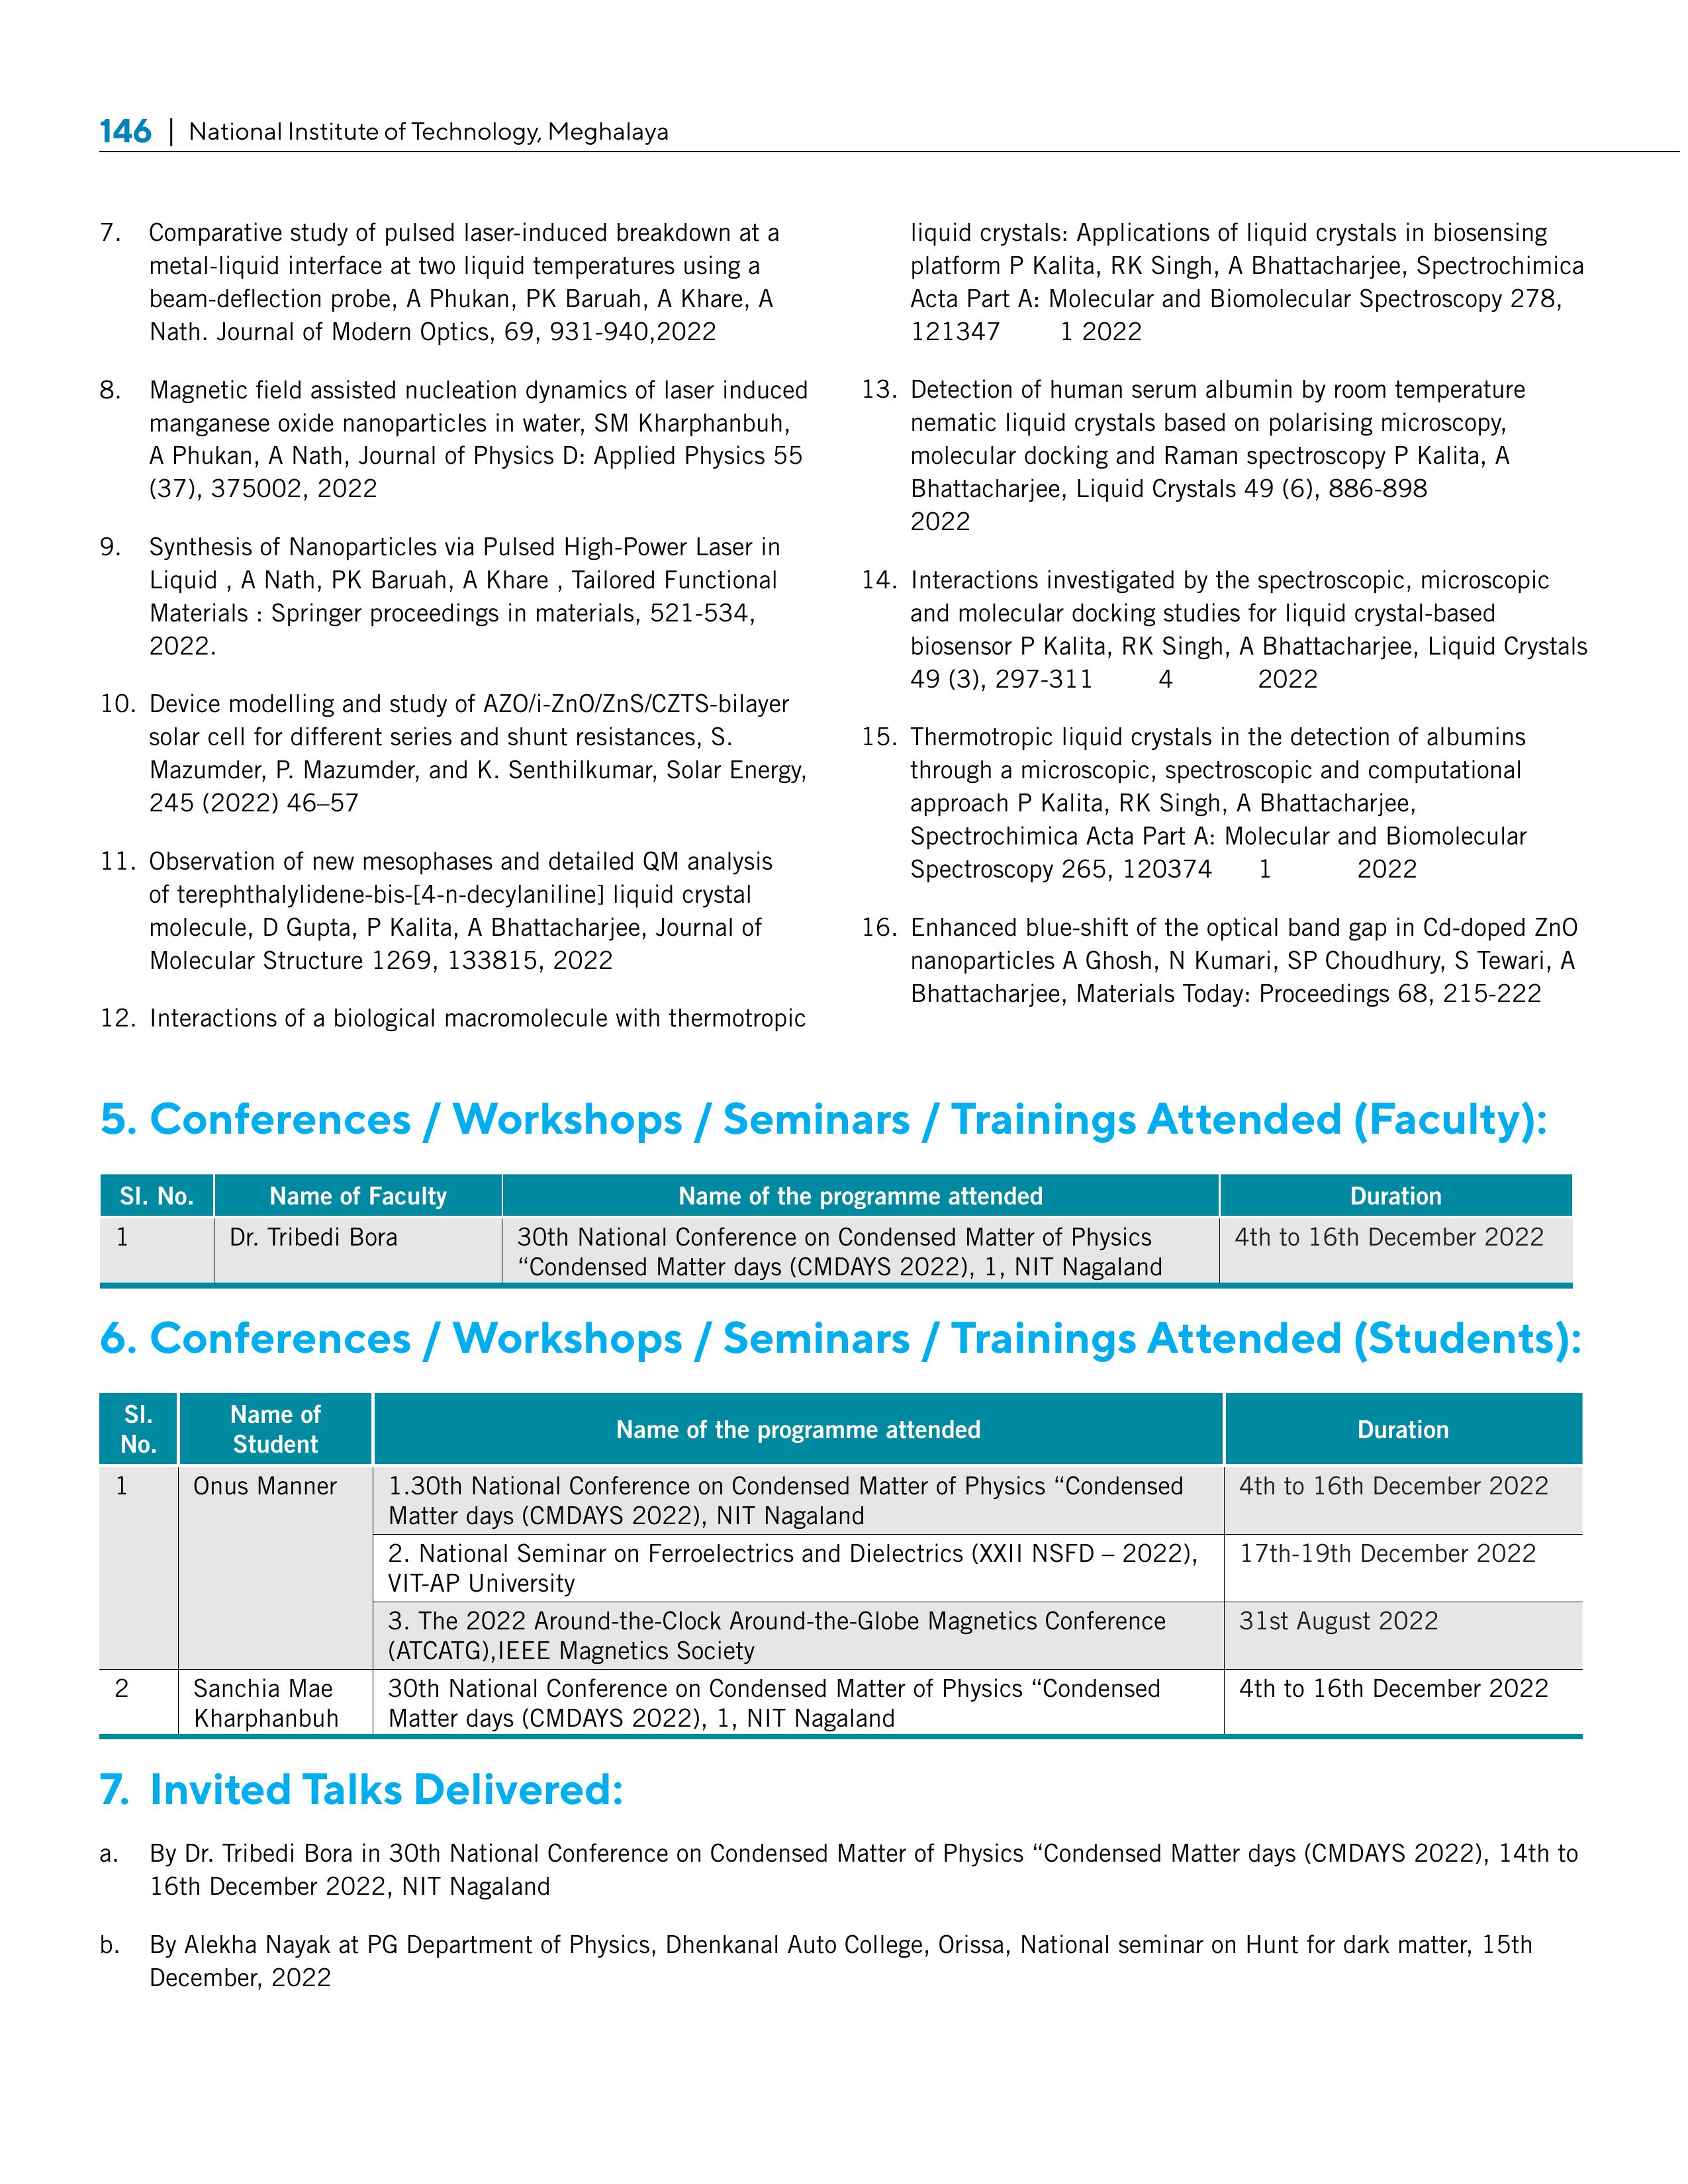 146 | National Institute of Technology, Meghalaya
7. Comparative study of pulsed laser-induced breakdown at a
metal-liquid interface at two liquid temperatures using a
beam-deflection probe, A Phukan, PK Baruah, A Khare, A
Nath. Journal of Modern Optics, 69, 931-940,2022
8. Magnetic field assisted nucleation dynamics of laser induced
manganese oxide nanoparticles in water, SM Kharphanbuh,
A Phukan, A Nath, Journal of Physics D: Applied Physics 55
(37), 375002, 2022
9. Synthesis of Nanoparticles via Pulsed High-Power Laser in
Liquid , A Nath, PK Baruah, A Khare , Tailored Functional
Materials : Springer proceedings in materials, 521-534,
2022.
10. Device modelling and study of AZO/i-ZnO/ZnS/CZTS-bilayer
solar cell for different series and shunt resistances, S.
Mazumder, P. Mazumder, and K. Senthilkumar, Solar Energy,
245 (2022) 46–57
11. Observation of new mesophases and detailed QM analysis
of terephthalylidene-bis-[4-n-decylaniline] liquid crystal
molecule, D Gupta, P Kalita, A Bhattacharjee, Journal of
Molecular Structure 1269, 133815, 2022
12. Interactions of a biological macromolecule with thermotropic
liquid crystals: Applications of liquid crystals in biosensing
platform P Kalita, RK Singh, A Bhattacharjee, Spectrochimica
Acta Part A: Molecular and Biomolecular Spectroscopy 278,
121347 1 2022
13. Detection of human serum albumin by room temperature
nematic liquid crystals based on polarising microscopy,
molecular docking and Raman spectroscopy P Kalita, A
Bhattacharjee, Liquid Crystals 49 (6), 886-898
2022
14. Interactions investigated by the spectroscopic, microscopic
and molecular docking studies for liquid crystal-based
biosensor P Kalita, RK Singh, A Bhattacharjee, Liquid Crystals
49 (3), 297-311 4 2022
15. Thermotropic liquid crystals in the detection of albumins
through a microscopic, spectroscopic and computational
approach P Kalita, RK Singh, A Bhattacharjee,
Spectrochimica Acta Part A: Molecular and Biomolecular
Spectroscopy 265, 120374 1 2022
16. Enhanced blue-shift of the optical band gap in Cd-doped ZnO
nanoparticles A Ghosh, N Kumari, SP Choudhury, S Tewari, A
Bhattacharjee, Materials Today: Proceedings 68, 215-222
5. Conferences / Workshops / Seminars / Trainings Attended (Faculty):
Sl. No. Name of Faculty Name of the programme attended Duration
1 Dr. Tribedi Bora 30th National Conference on Condensed Matter of Physics 4th to 16th December 2022
“Condensed Matter days (CMDAYS 2022), 1, NIT Nagaland
6. Conferences / Workshops / Seminars / Trainings Attended (Students):
Sl. Name of
No. Student Name of the programme attended Duration
1 Onus Manner 1.30th National Conference on Condensed Matter of Physics “Condensed 4th to 16th December 2022
Matter days (CMDAYS 2022), NIT Nagaland
2. National Seminar on Ferroelectrics and Dielectrics (XXII NSFD – 2022), 17th-19th December 2022
VIT-AP University
3. The 2022 Around-the-Clock Around-the-Globe Magnetics Conference 31st August 2022
(ATCATG),IEEE Magnetics Society
2 Sanchia Mae 30th National Conference on Condensed Matter of Physics “Condensed 4th to 16th December 2022
Kharphanbuh Matter days (CMDAYS 2022), 1, NIT Nagaland
7. Invited Talks Delivered:
a. By Dr. Tribedi Bora in 30th National Conference on Condensed Matter of Physics “Condensed Matter days (CMDAYS 2022), 14th to
16th December 2022, NIT Nagaland
b. By Alekha Nayak at PG Department of Physics, Dhenkanal Auto College, Orissa, National seminar on Hunt for dark matter, 15th
December, 2022